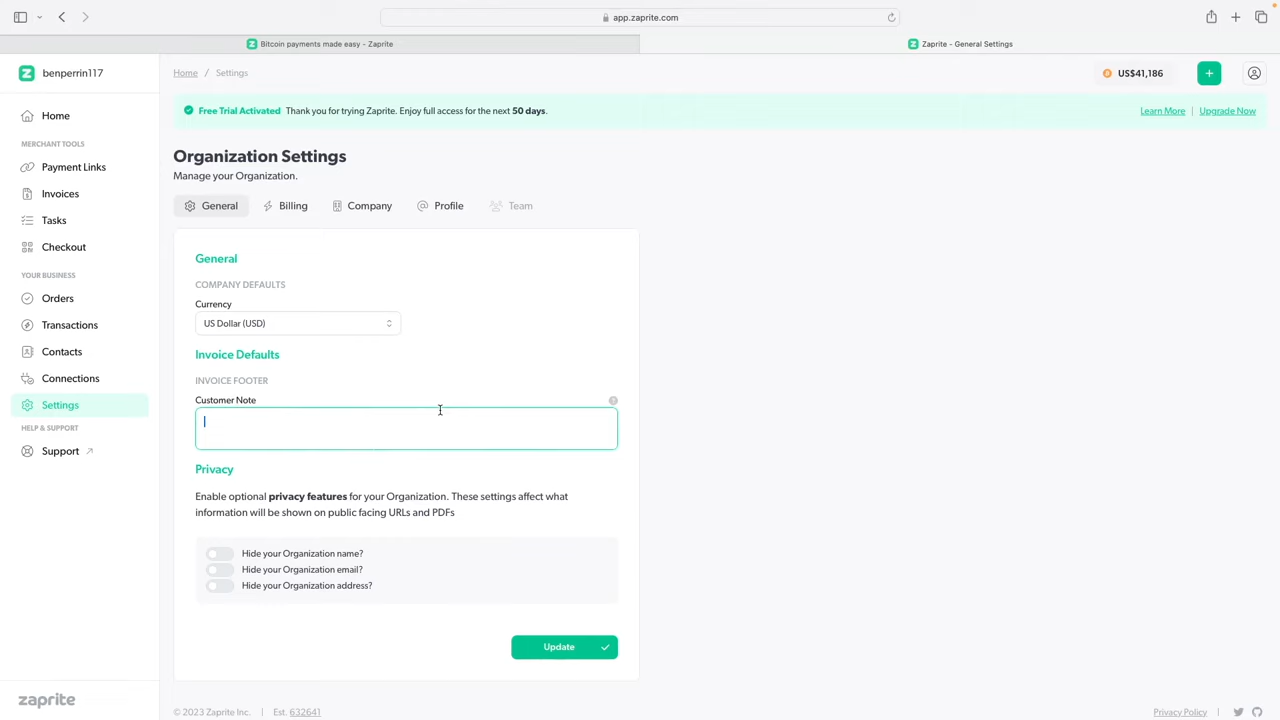 app.zaprite.com
Bitcoin payments made easy - Zaprite
Zaprite - General Settings
benperrin117
Home / Settings
US$41,186
Free Trial Activated Thank you for trying Zaprite. Enjoy full access for the next 50 days.
Learn More | Upgrade Now
Home
MERCHANT TOOLS
Payment Links
Invoices
Tasks
Checkout
YOUR BUSINESS
Orders
Transactions
Contacts
Connections
Settings
HELP & SUPPORT
Support
zaprite
Organization Settings
Manage your Organization.
General
Billing
Company
Profile
Team
General
COMPANY DEFAULTS
Currency
US Dollar (USD)
Invoice Defaults
INVOICE FOOTER
Customer Note
Privacy
Enable optional privacy features for your Organization. These settings affect what
information will be shown on public facing URLs and PDFs
Hide your Organization name?
Hide your Organization email?
Hide your Organization address?
Update
© 2023 Zaprite Inc. | Est. 632641
Privacy Policy |